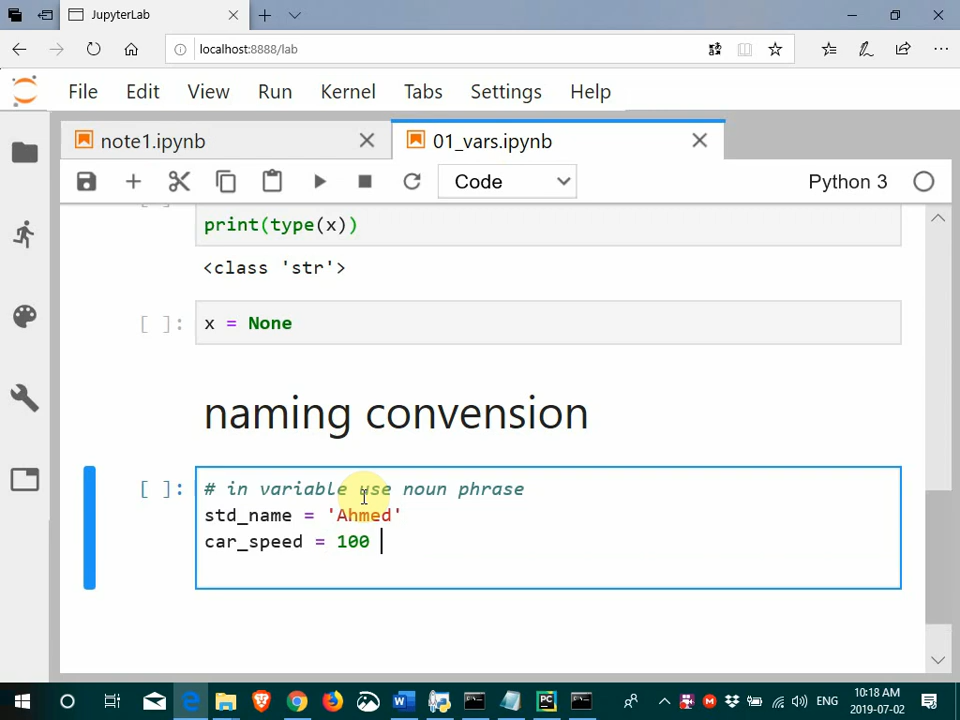 JupyterLab
localhost:8888/lab
File Edit View Run Kernel Tabs Settings Help
note1.ipynb 01_vars.ipynb
Code Python 3
print(type(x))
<class 'str'>
[ ]: x = None
naming convension
[ ]: # in variable use noun phrase
std_name = 'Ahmed'
car_speed = 100
ENG
10:18 AM
2019-07-02